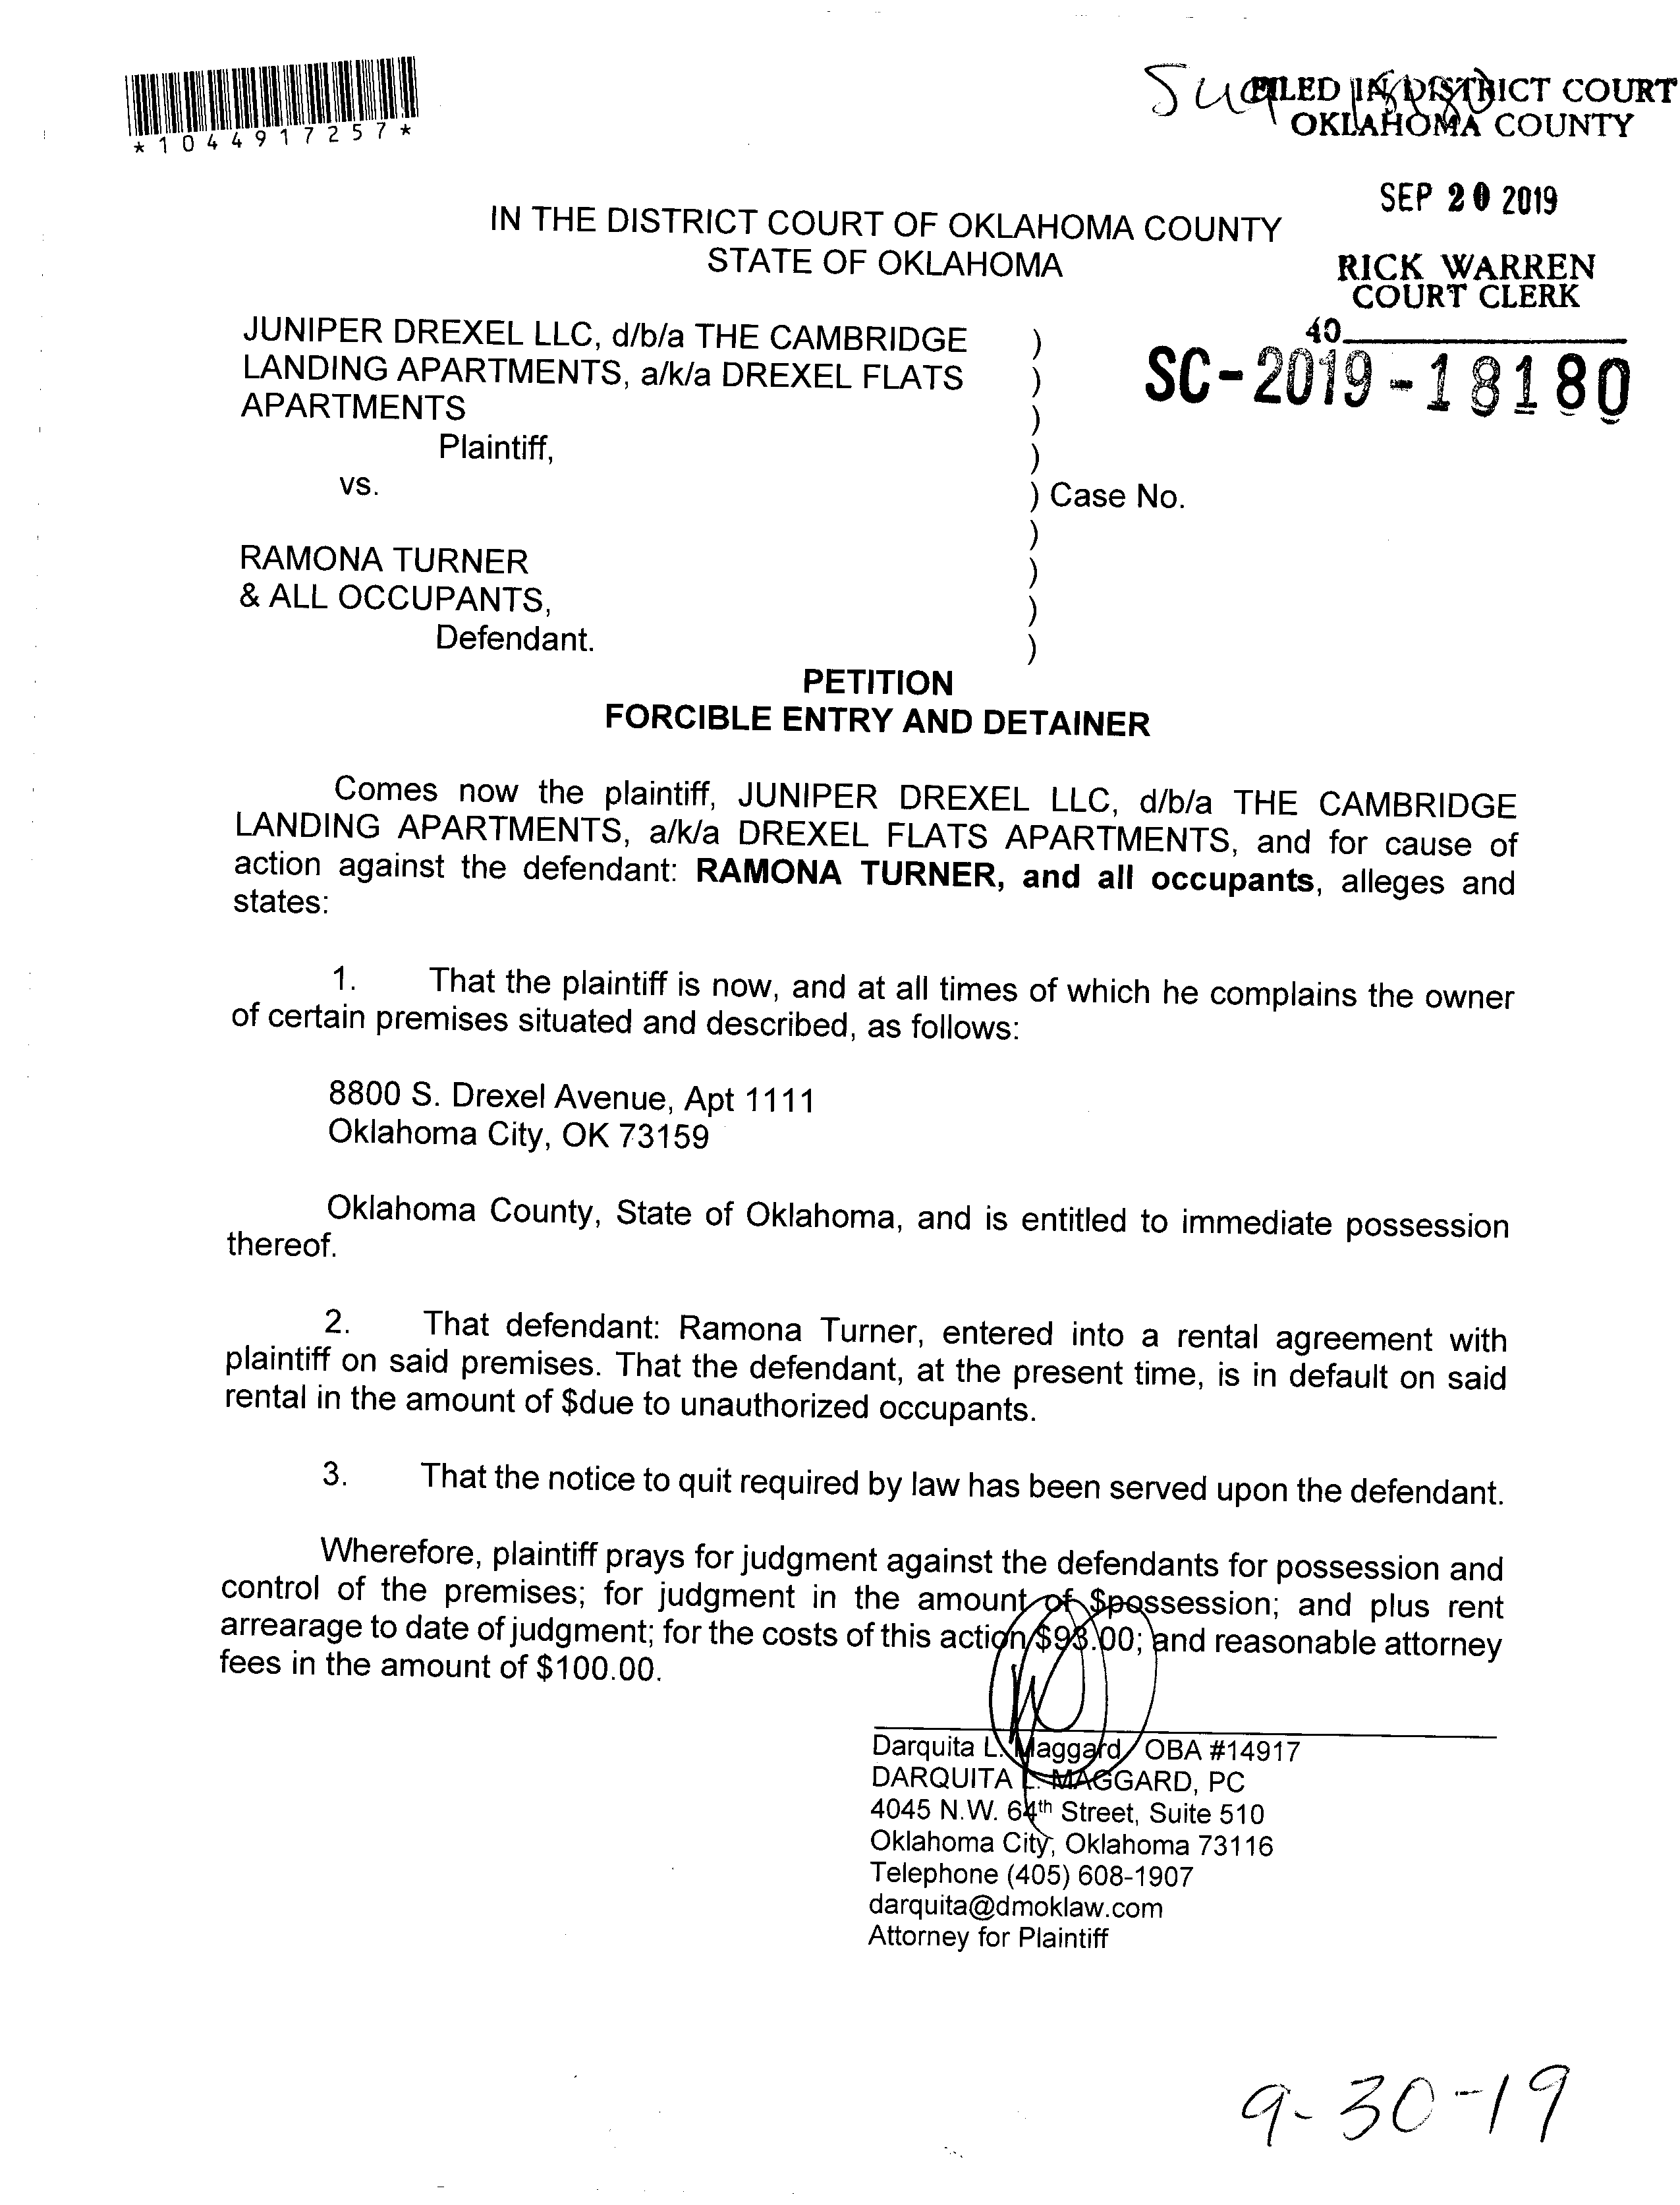 *1044917257*
FILED IN DISTRICT COURT
OKLAHOMA COUNTY
SEP 20 2019
RICK WARREN
COURT CLERK
40
SC-2019-18180
IN THE DISTRICT COURT OF OKLAHOMA COUNTY
STATE OF OKLAHOMA
JUNIPER DREXEL LLC, d/b/a THE CAMBRIDGE )
LANDING APARTMENTS, a/k/a DREXEL FLATS )
APARTMENTS )
Plaintiff, )
vs. ) Case No.
)
RAMONA TURNER )
& ALL OCCUPANTS, )
Defendant. )
PETITION
FORCIBLE ENTRY AND DETAINER
Comes now the plaintiff, JUNIPER DREXEL LLC, d/b/a THE CAMBRIDGE
LANDING APARTMENTS, a/k/a DREXEL FLATS APARTMENTS, and for cause of
action against the defendant: RAMONA TURNER, and all occupants, alleges and
states:
1. That the plaintiff is now, and at all times of which he complains the owner
of certain premises situated and described, as follows:
8800 S. Drexel Avenue, Apt 1111
Oklahoma City, OK 73159
Oklahoma County, State of Oklahoma, and is entitled to immediate possession
thereof.
2. That defendant: Ramona Turner, entered into a rental agreement with
plaintiff on said premises. That the defendant, at the present time, is in default on said
rental in the amount of $due to unauthorized occupants.
3. That the notice to quit required by law has been served upon the defendant.
Wherefore, plaintiff prays for judgment against the defendants for possession and
control of the premises; for judgment in the amount of $possession; and plus rent
arrearage to date of judgment; for the costs of this action $93.00; and reasonable attorney
fees in the amount of $100.00.
Darquita L. Maggard, OBA #14917
DARQUITA L. MAGGARD, PC
4045 N.W. 64th Street, Suite 510
Oklahoma City, Oklahoma 73116
Telephone (405) 608-1907
darquita@dmoklaw.com
Attorney for Plaintiff
9-30-19